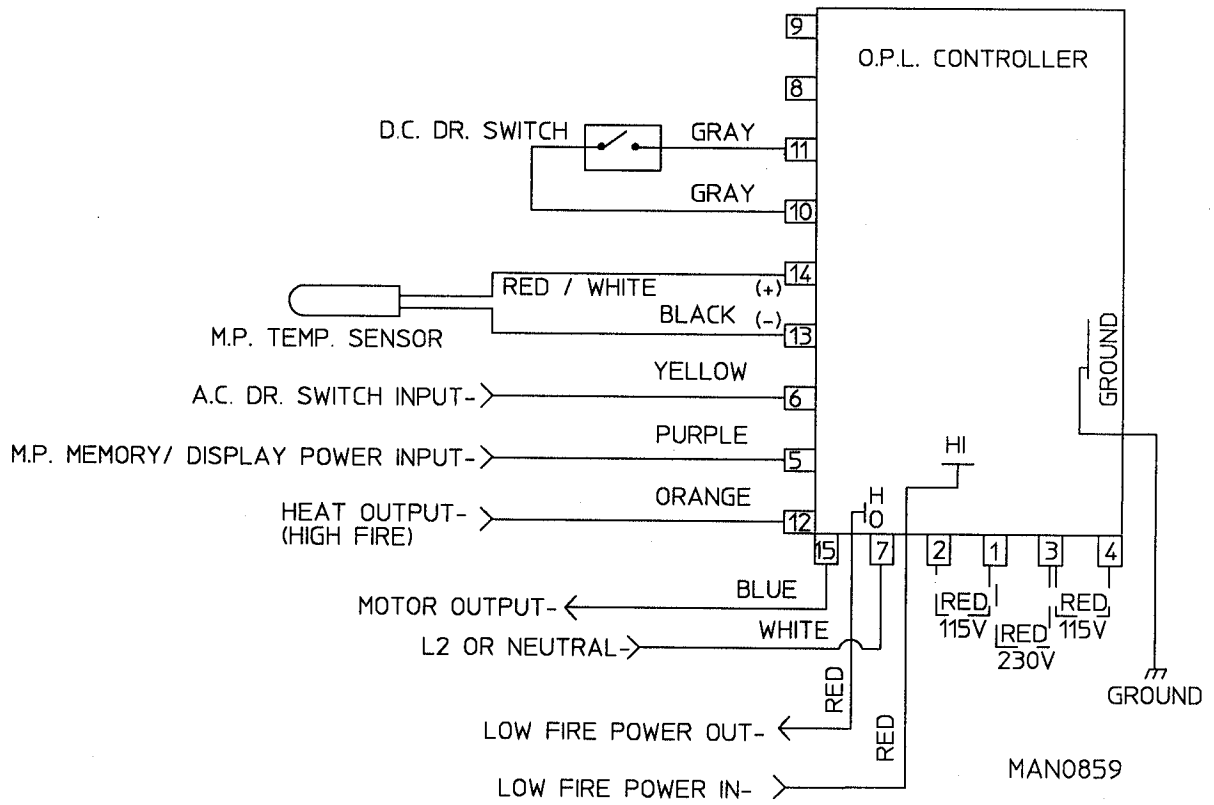 9
O.P.L. CONTROLLER
8
D.C. DR. SWITCH
GRAY
11
GRAY
10
14
RED / WHITE (+)
BLACK (-)
13
M.P. TEMP. SENSOR
GROUND
YELLOW
A.C. DR. SWITCH INPUT-
6
PURPLE
M.P. MEMORY/ DISPLAY POWER INPUT-
5
HI
ORANGE
HEAT OUTPUT-
(HIGH FIRE)
12
H
O
15
7
2
1
3
4
BLUE
MOTOR OUTPUT-
RED
115V
RED
230V
RED
115V
WHITE
L2 OR NEUTRAL-
RED
RED
GROUND
LOW FIRE POWER OUT-
LOW FIRE POWER IN-
MAN0859